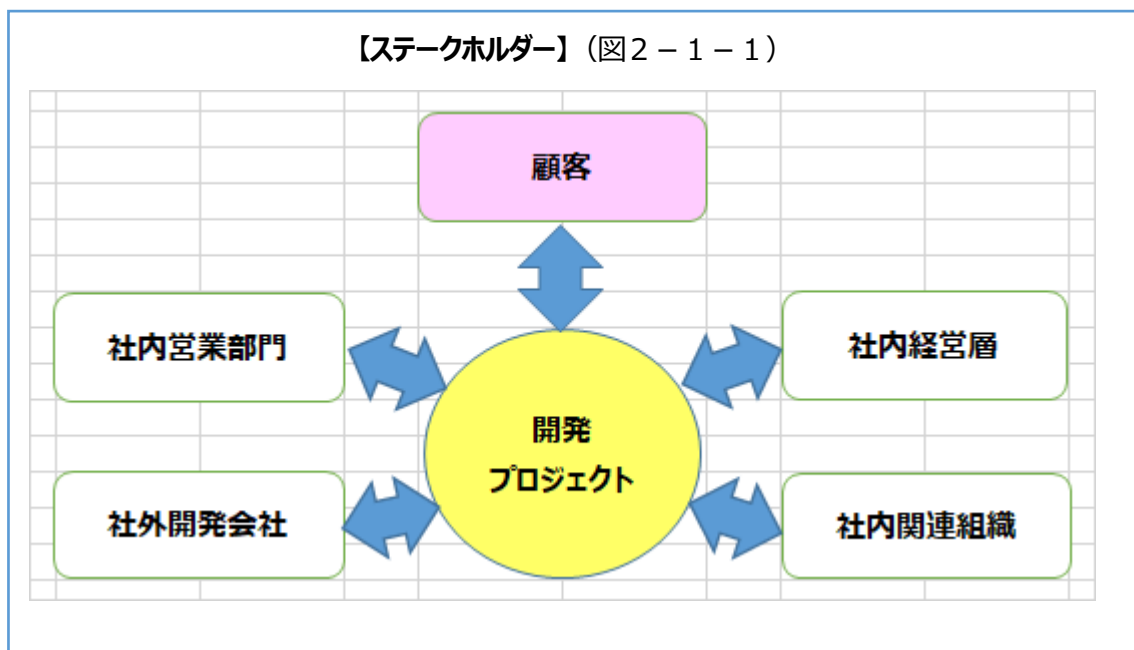 【ステークホルダー】（図２－１－１）
顧客
社内営業部門
社内経営層
開発
プロジェクト
社外開発会社
社内関連組織